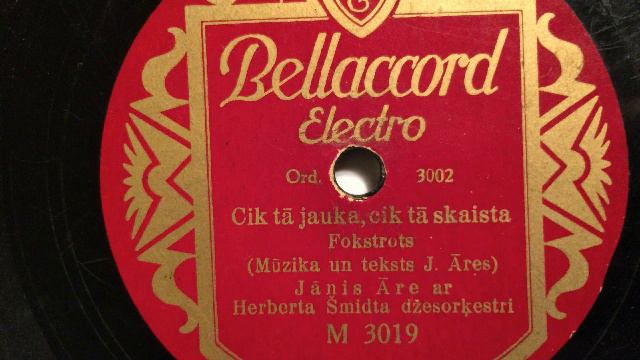 Bellaccord
Electro
Ord. 3002
Cik tā jauka, cik tā skaista
Fokstrots
(Mūzika un teksts J. Āres)
Jānis Āre ar
Herberta Šmidta džesorķestri
M 3019